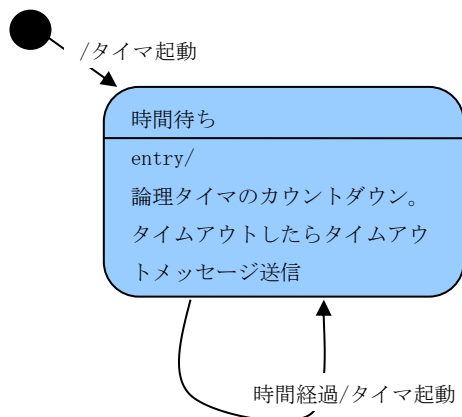 /タイマ起動
時間待ち
entry/
論理タイマのカウントダウン。
タイムアウトしたらタイムアウ
トメッセージ送信
時間経過/タイマ起動